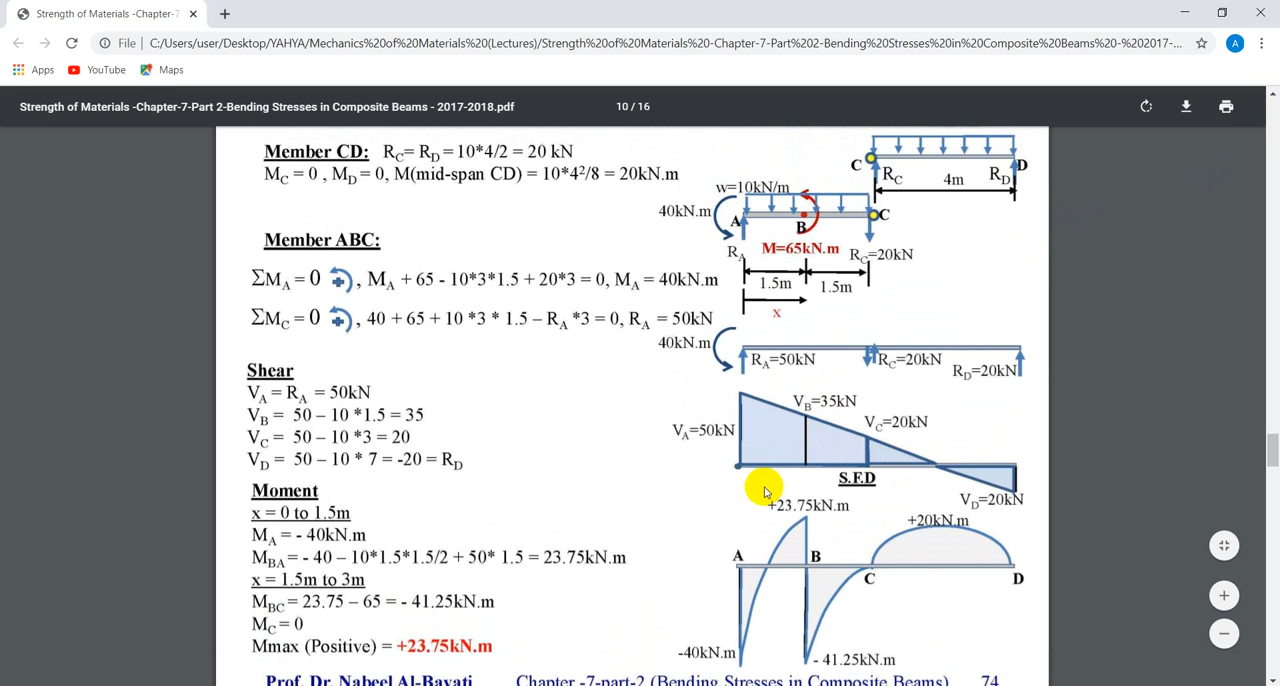 Strength of Materials -Chapter-7-
File
C:/Users/user/Desktop/YAHYA/Mechanics%20of%20Materials%20(Lectures)/Strength%20of%20Materials%20-Chapter-7-Part%202-Bending%20Stresses%20in%20Composite%20Beams%20-%202017-...
A
Apps
YouTube
Maps
Strength of Materials -Chapter-7-Part 2-Bending Stresses in Composite Beams - 2017-2018.pdf
10 / 16
Member CD: RC= RD = 10*4/2 = 20 kN
MC = 0 , MD = 0, M(mid-span CD) = 10*4²/8 = 20kN.m
C
RC
4m
RD
D
w=10kN/m
40kN.m
A
B
C
RA
M=65kN.m
RC=20kN
1.5m
1.5m
x
Member ABC:
ΣMA = 0 + , MA + 65 - 10*3*1.5 + 20*3 = 0, MA = 40kN.m
ΣMC = 0 + , 40 + 65 + 10 *3 * 1.5 – RA *3 = 0, RA = 50kN
40kN.m
RA=50kN
RC=20kN
RD=20kN
Shear
VA = RA = 50kN
VB = 50 – 10 *1.5 = 35
VC = 50 – 10 *3 = 20
VD = 50 – 10 * 7 = -20 = RD
VA=50kN
VB=35kN
VC=20kN
S.F.D
VD=20kN
Moment
x = 0 to 1.5m
MA = - 40kN.m
MBA = - 40 – 10*1.5*1.5/2 + 50* 1.5 = 23.75kN.m
x = 1.5m to 3m
MBC = 23.75 – 65 = - 41.25kN.m
MC = 0
Mmax (Positive) = +23.75kN.m
+23.75kN.m
+20kN.m
A
B
C
D
-40kN.m
- 41.25kN.m
Prof. Dr. Nabeel Al-Bayati Chapter -7-part-2 (Bending Stresses in Composite Beams) 74